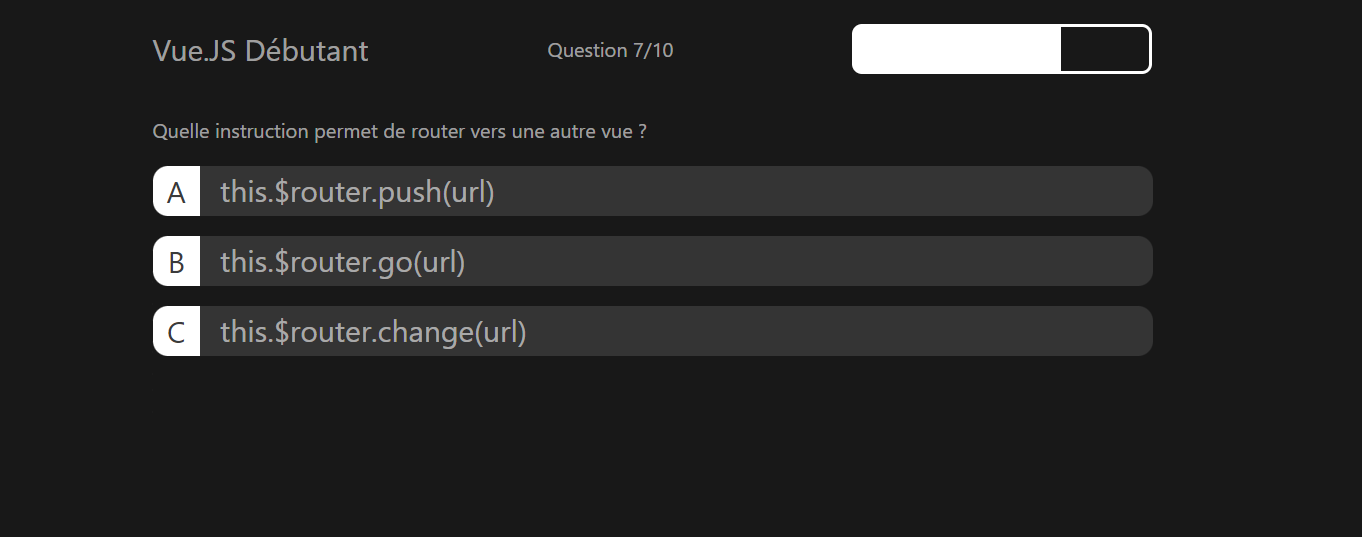 Vue.JS Débutant
Question 7/10
Quelle instruction permet de router vers une autre vue ?
A this.$router.push(url)
B this.$router.go(url)
C this.$router.change(url)